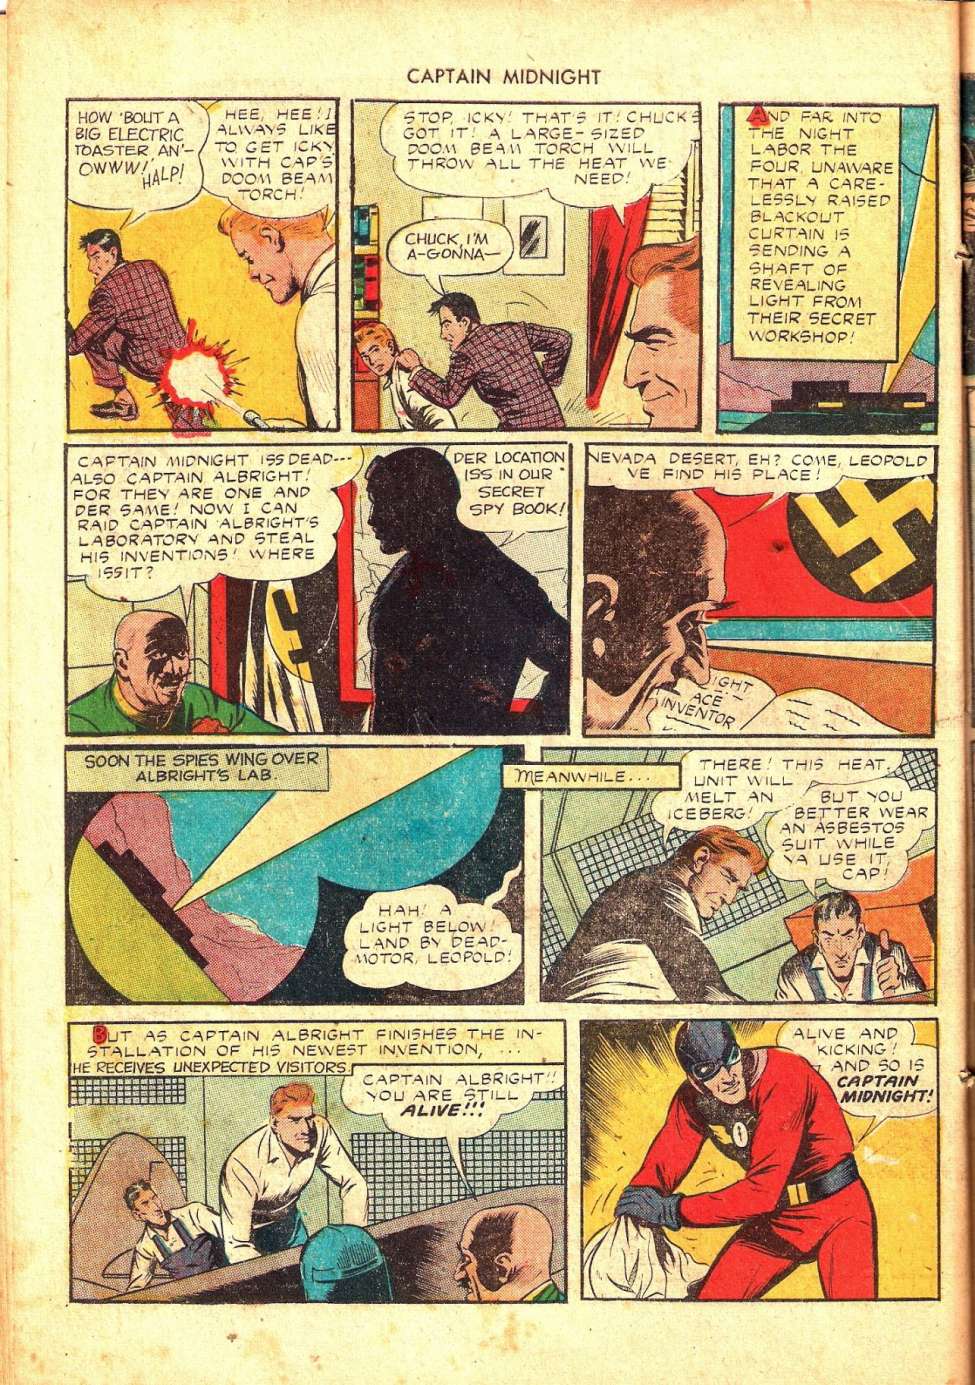 CAPTAIN MIDNIGHT
HOW 'BOUT A
BIG ELECTRIC
TOASTER AN'-
OWWW!
HALP!
HEE, HEE! I
ALWAYS LIKE
TO GET ICKY
WITH CAP'S
DOOM BEAM
TORCH!
STOP, ICKY! THAT'S IT! CHUCK'S
GOT IT! A LARGE-SIZED
DOOM BEAM TORCH WILL
THROW ALL THE HEAT WE
NEED!
CHUCK, I'M
A-GONNA-
AND FAR INTO
THE NIGHT
LABOR THE
FOUR, UNAWARE
THAT A CARE-
LESSLY RAISED
BLACKOUT
CURTAIN IS
SENDING A
SHAFT OF
REVEALING
LIGHT FROM
THEIR SECRET
WORKSHOP!
CAPTAIN MIDNIGHT ISS DEAD---
ALSO CAPTAIN ALBRIGHT!
FOR THEY ARE ONE AND
DER SAME! NOW I CAN
RAID CAPTAIN ALBRIGHT'S
LABORATORY AND STEAL
HIS INVENTIONS! WHERE
ISSIT?
DER LOCATION
ISS IN OUR
SECRET
SPY BOOK!
NEVADA DESERT, EH? COME, LEOPOLD
VE FIND HIS PLACE!
IGHT
ACE
INVENTOR
SOON THE SPIES WING OVER
ALBRIGHT'S LAB.
HAH! A
LIGHT BELOW!
LAND BY DEAD-
MOTOR, LEOPOLD!
MEANWHILE...
THERE! THIS HEAT
UNIT WILL
MELT AN
ICEBERG!
BUT YOU
BETTER WEAR
AN ASBESTOS
SUIT WHILE
YA USE IT,
CAP!
BUT AS CAPTAIN ALBRIGHT FINISHES THE IN-
STALLATION OF HIS NEWEST INVENTION, ...
HE RECEIVES UNEXPECTED VISITORS.
CAPTAIN ALBRIGHT!!
YOU ARE STILL
ALIVE!!!
ALIVE AND
KICKING!
AND SO IS
CAPTAIN
MIDNIGHT!